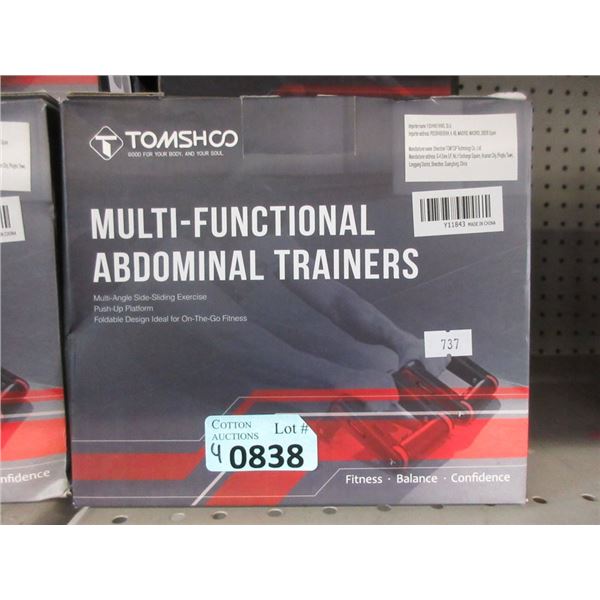 TOMSHOO
GOOD FOR YOUR BODY, AND YOUR SOUL
MULTI-FUNCTIONAL
ABDOMINAL TRAINERS
Multi-Angle Side-Sliding Exercise
Push-Up Platform
Foldable Design Ideal for On-The-Go Fitness
Y11843 MADE IN CHINA
737
COTTON
AUCTIONS
Lot #
4
0838
Fitness · Balance · Confidence
nfidence